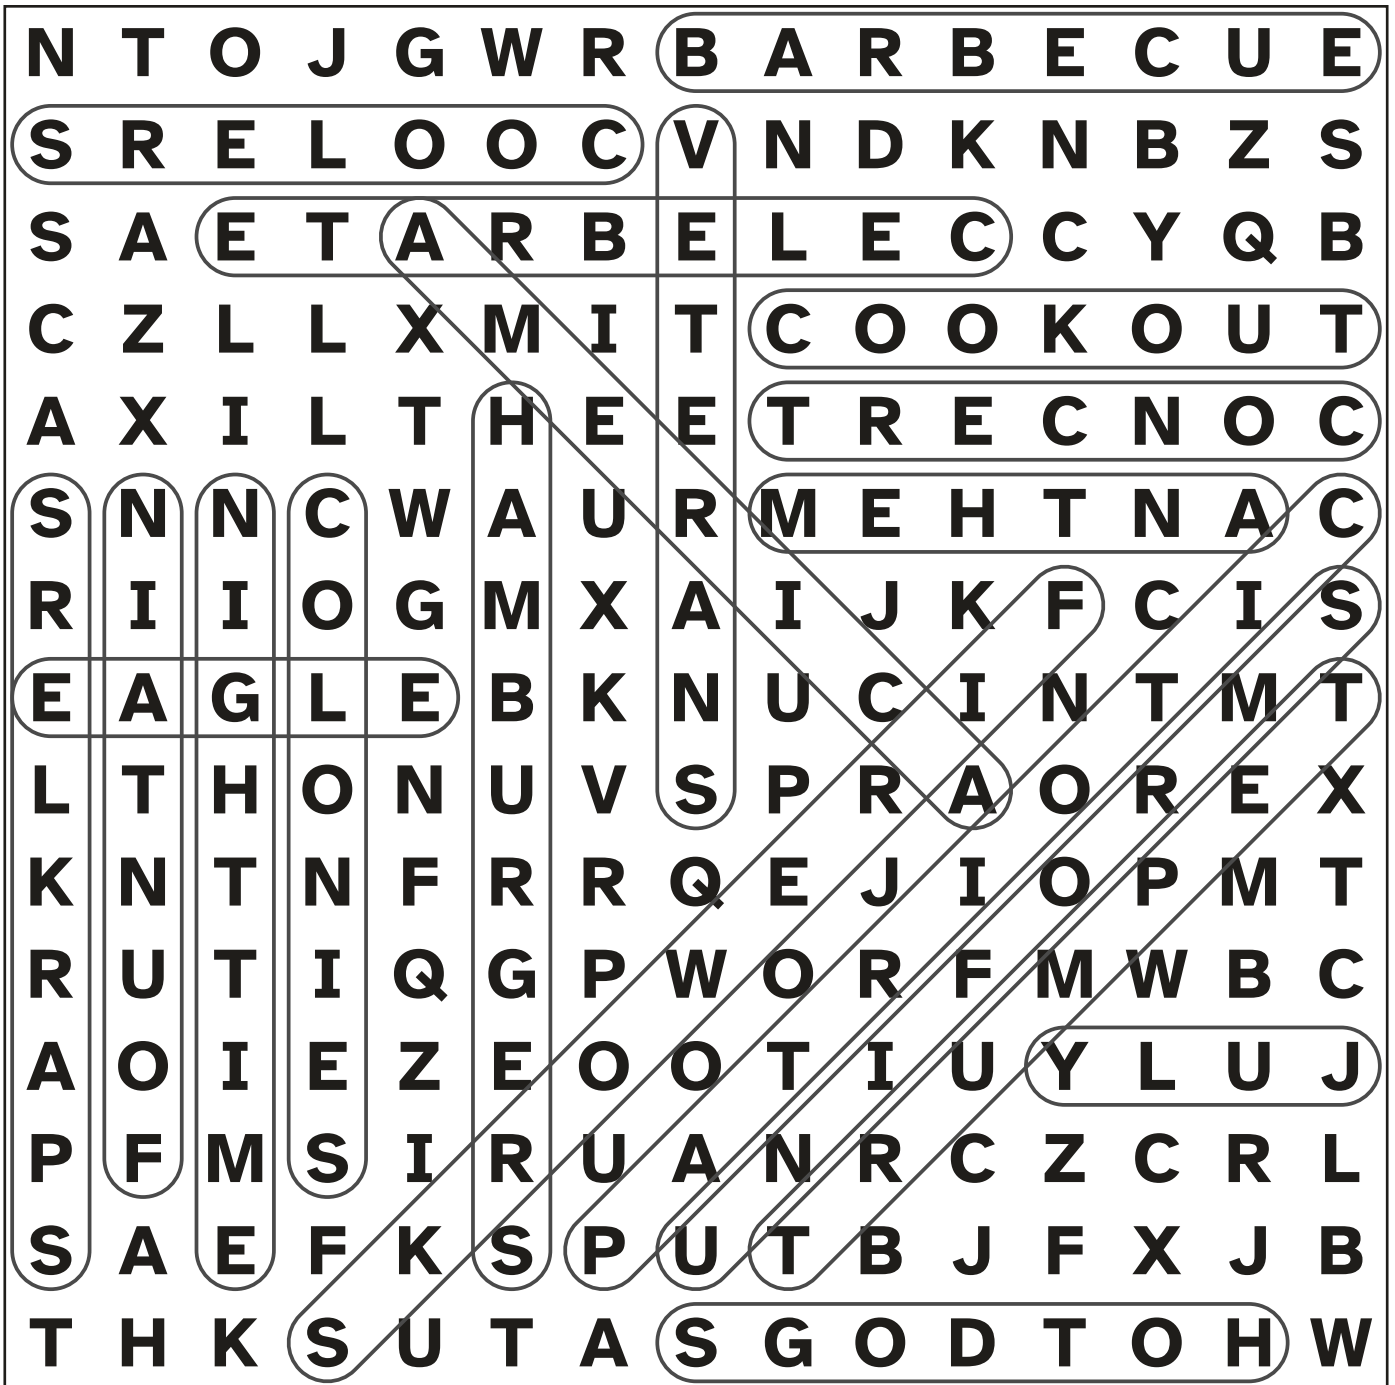 N T O J G W R B A R B E C U E
S R E L O O C V N D K N B Z S
S A E T A R B E L E C C Y Q B
C Z L L X M I T C O O K O U T
A X I L T H E E T R E C N O C
S N N C W A U R M E H T N A C
R I I O G M X A I J K F C I S
E A G L E B K N U C I N T M T
L T H O N U V S P R A O R E X
K N T N F R R Q E J I O P M T
R U T I Q G P W O R F M W B C
A O I E Z E O O T I U Y L U J
P F M S I R U A N R C Z C R L
S A E F K S P U T B J F X J B
T H K S U T A S G O D T O H W